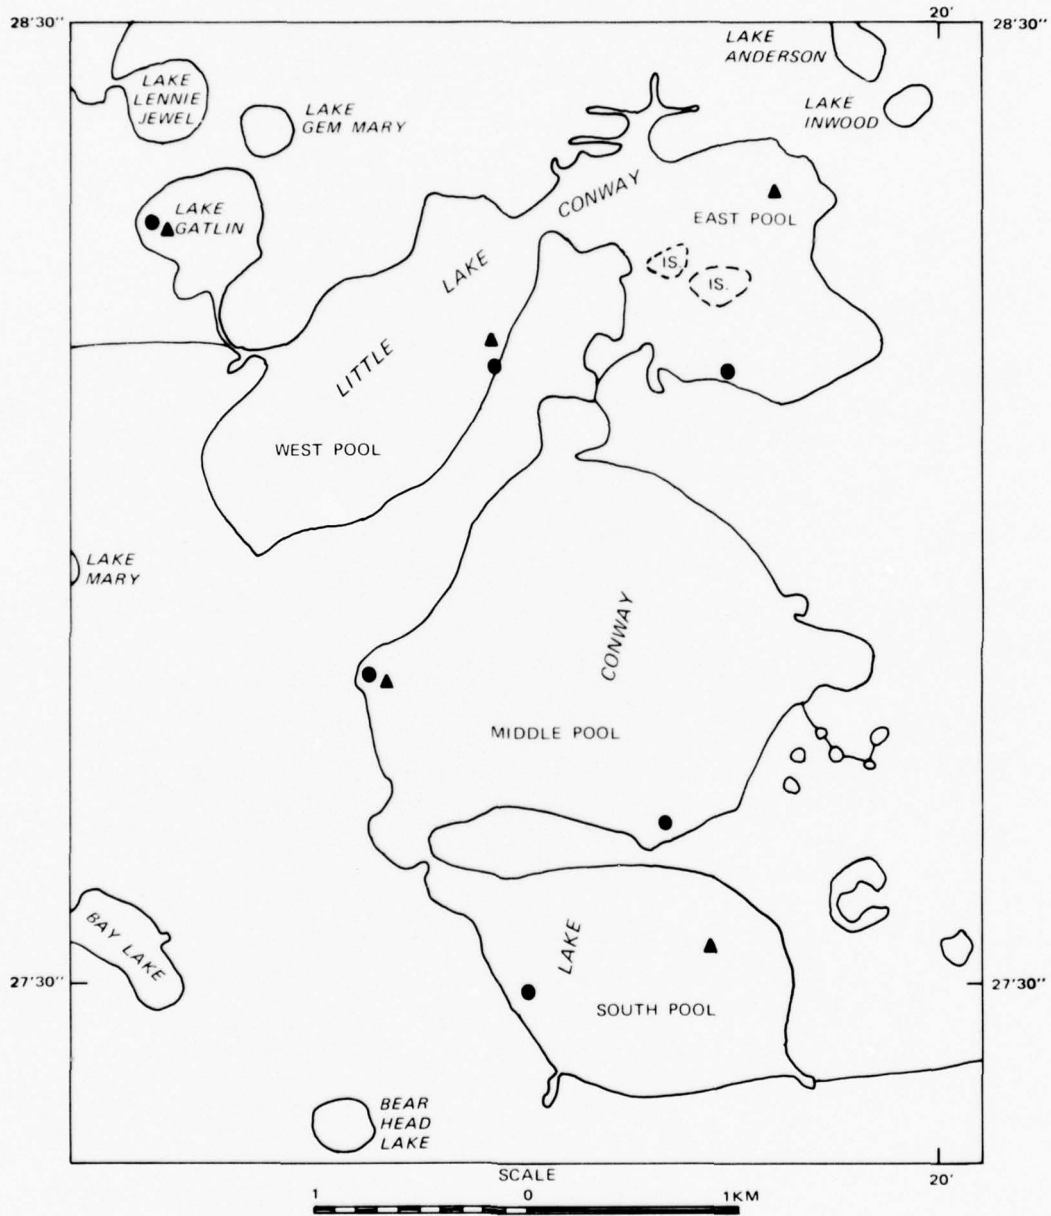 20'
28'30''
28'30''
LAKE
ANDERSON
LAKE
LENNIE
JEWEL
LAKE
GEM MARY
LAKE
INWOOD
CONWAY
LAKE
GATLIN
EAST POOL
LAKE
IS.
IS.
LITTLE
WEST POOL
LAKE
MARY
CONWAY
MIDDLE POOL
BAY LAKE
LAKE
27'30''
27'30''
SOUTH POOL
BEAR
HEAD
LAKE
SCALE
20'
1 0 1KM